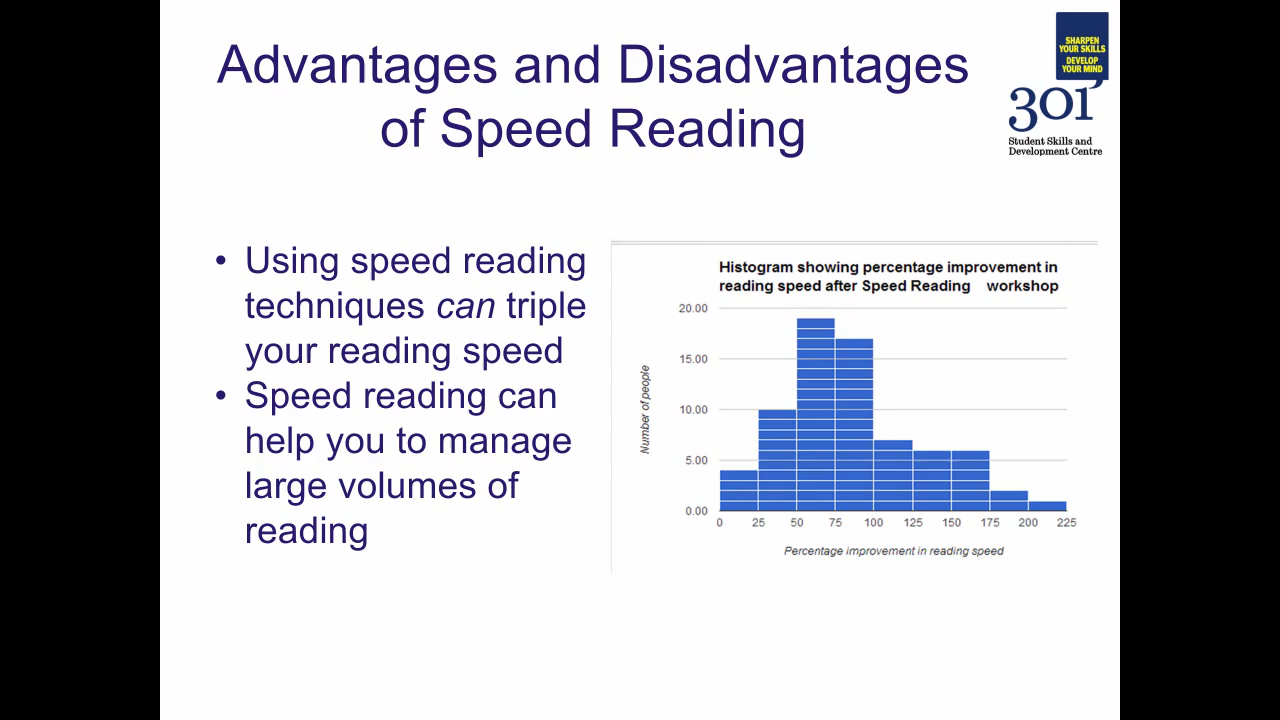 Advantages and Disadvantages
of Speed Reading
SHARPEN
YOUR SKILLS
DEVELOP
YOUR MIND
301
Student Skills and
Development Centre
• Using speed reading
techniques can triple
your reading speed
• Speed reading can
help you to manage
large volumes of
reading
Histogram showing percentage improvement in
reading speed after Speed Reading workshop
Number of people
20.00
15.00
10.00
5.00
0.00
0 25 50 75 100 125 150 175 200 225
Percentage improvement in reading speed